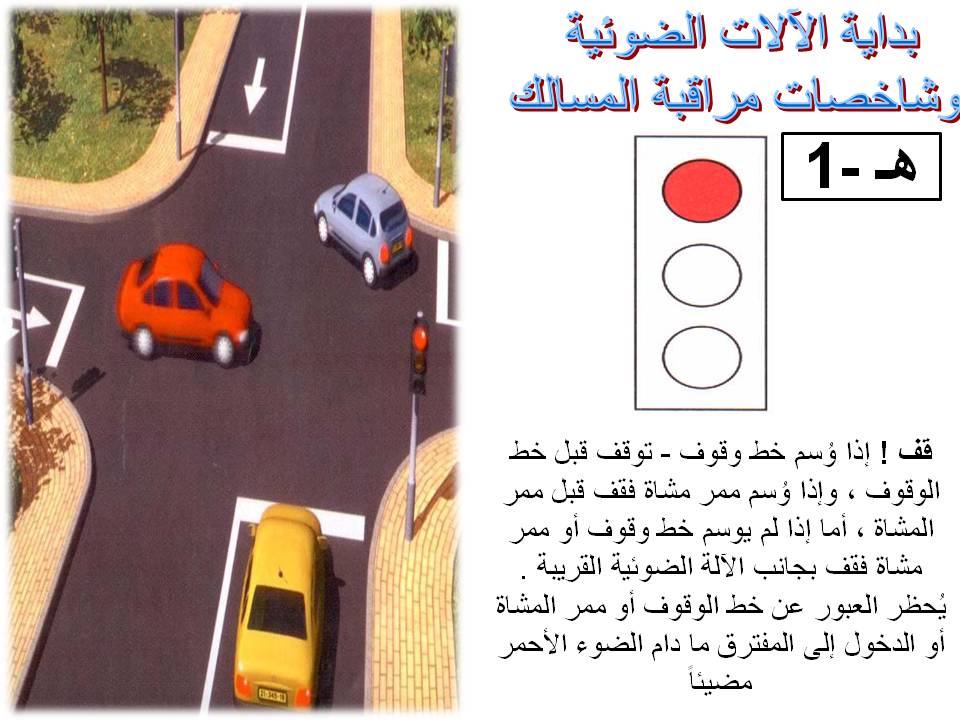 بداية الآلات الضوئية
وشاخصات مراقبة المسالك
هـ -1
قف ! إذا وُسم خط وقوف - توقف قبل خط
الوقوف ، وإذا وُسم ممر مشاة فقف قبل ممر
المشاة ، أما إذا لم يوسم خط وقوف أو ممر
مشاة فقف بجانب الآلة الضوئية القريبة .
يُحظر العبور عن خط الوقوف أو ممر المشاة
أو الدخول إلى المفترق ما دام الضوء الأحمر
مضيئاً